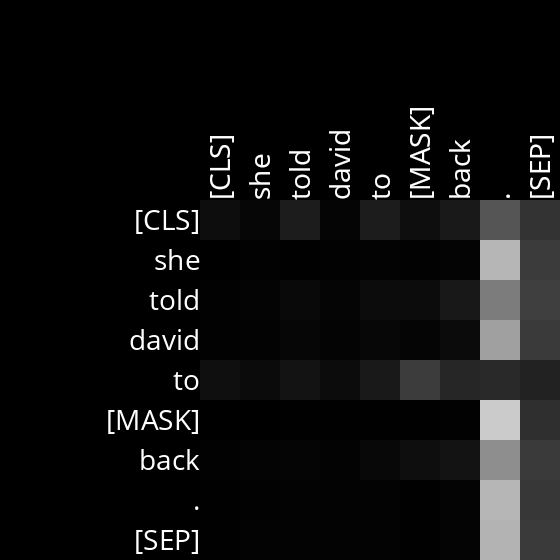 [CLS] she told david to [MASK] back . [SEP]
[CLS]
she
told
david
to
[MASK]
back
.
[SEP]